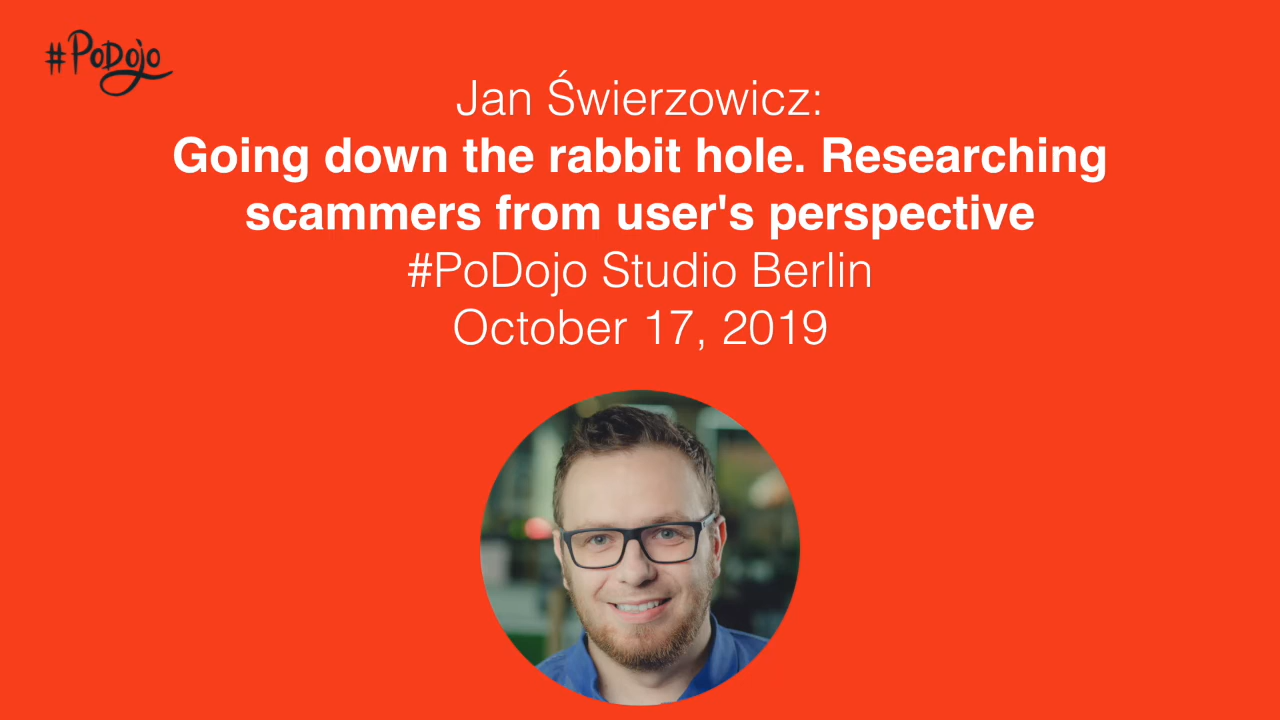 #PoDojo
Jan Świerzowicz:
Going down the rabbit hole. Researching
scammers from user's perspective
#PoDojo Studio Berlin
October 17, 2019